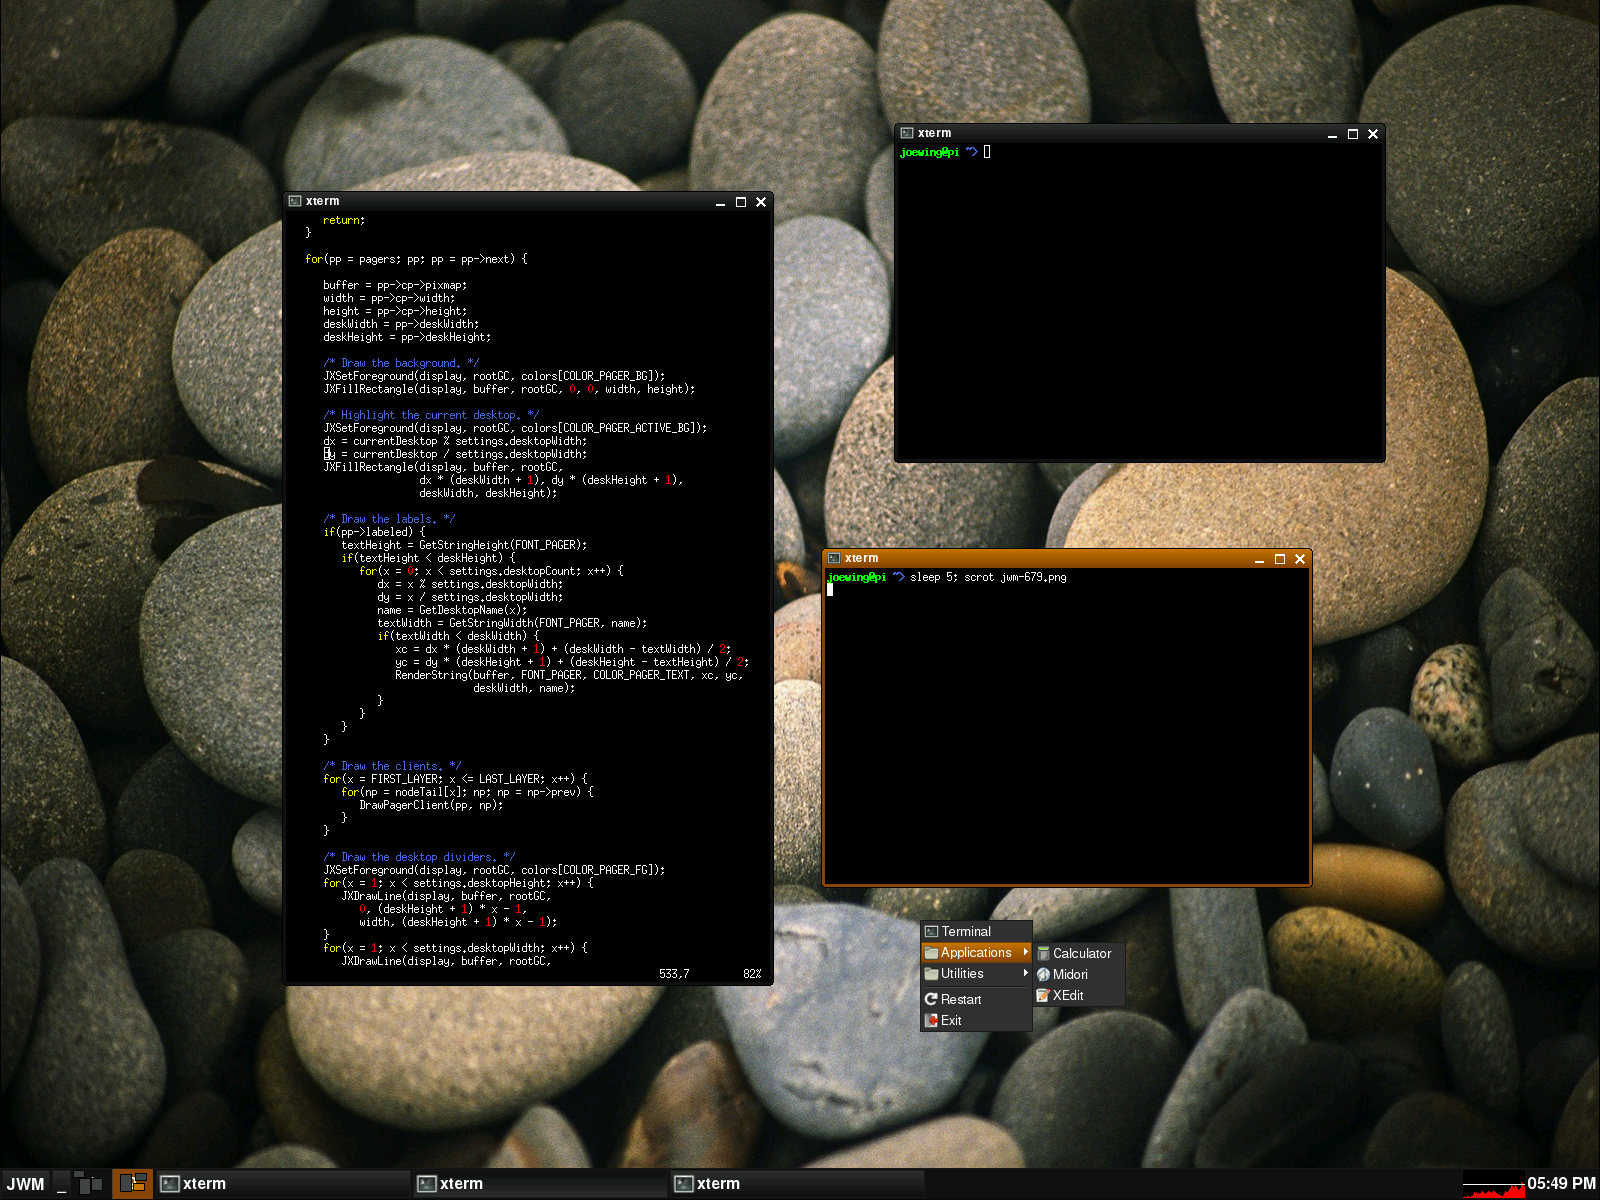 xterm
return;
}
for(pp = pagers; pp; pp = pp->next) {
buffer = pp->cp->pixmap;
width = pp->cp->width;
height = pp->cp->height;
deskWidth = pp->deskWidth;
deskHeight = pp->deskHeight;
/* Draw the background. */
JXSetForeground(display, rootGC, colors[COLOR_PAGER_BG]);
JXFillRectangle(display, buffer, rootGC, 0, 0, width, height);
/* Highlight the current desktop. */
JXSetForeground(display, rootGC, colors[COLOR_PAGER_ACTIVE_BG]);
dx = currentDesktop % settings.desktopWidth;
dy = currentDesktop / settings.desktopWidth;
JXFillRectangle(display, buffer, rootGC,
dx * (deskWidth + 1), dy * (deskHeight + 1),
deskWidth, deskHeight);
/* Draw the labels. */
if(pp->labeled) {
textHeight = GetStringHeight(FONT_PAGER);
if(textHeight < deskHeight) {
for(x = 0; x < settings.desktopCount; x++) {
dx = x % settings.desktopWidth;
dy = x / settings.desktopWidth;
name = GetDesktopName(x);
textWidth = GetStringWidth(FONT_PAGER, name);
if(textWidth < deskWidth) {
xc = dx * (deskWidth + 1) + (deskWidth - textWidth) / 2;
yc = dy * (deskHeight + 1) + (deskHeight - textHeight) / 2;
RenderString(buffer, FONT_PAGER, COLOR_PAGER_TEXT, xc, yc,
deskWidth, name);
}
}
}
}
/* Draw the clients. */
for(x = FIRST_LAYER; x <= LAST_LAYER; x++) {
for(np = nodeTail[x]; np; np = np->prev) {
DrawPagerClient(pp, np);
}
}
/* Draw the desktop dividers. */
JXSetForeground(display, rootGC, colors[COLOR_PAGER_FG]);
for(x = 1; x < settings.desktopHeight; x++) {
JXDrawLine(display, buffer, rootGC,
0, (deskHeight + 1) * x - 1,
width, (deskHeight + 1) * x - 1);
}
for(x = 1; x < settings.desktopWidth; x++) {
JXDrawLine(display, buffer, rootGC,
533,7 82%
xterm
joewing@pi ~>
xterm
joewing@pi ~> sleep 5; scrot jwm-679.png
Terminal
Applications
Utilities
Restart
Exit
Calculator
Midori
XEdit
JWM _ xterm xterm xterm 05:49 PM